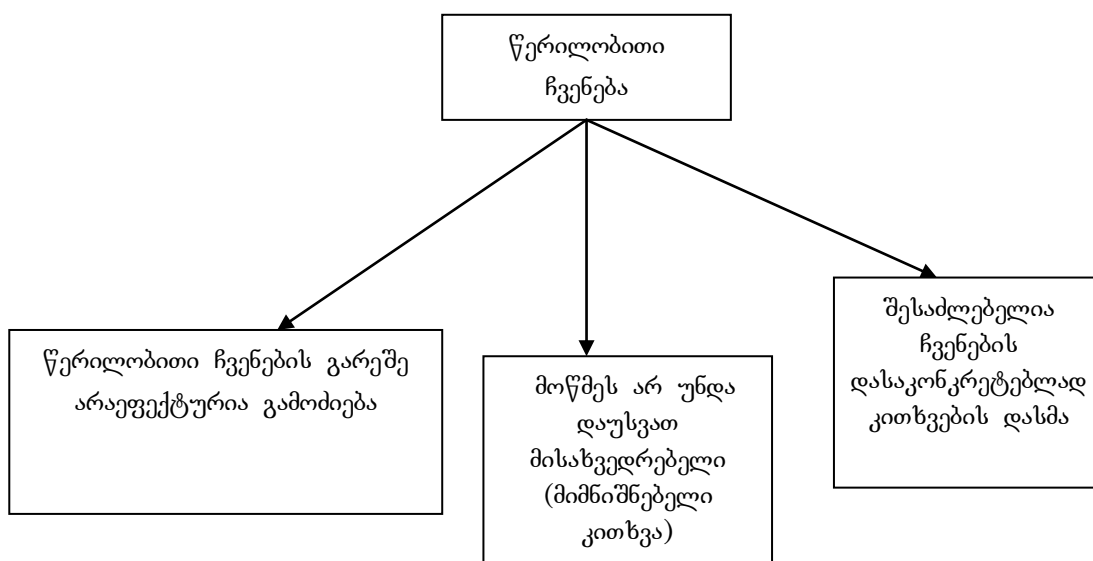 წერილობითი
ჩვენება
წერილობითი ჩვენების გარეშე
არაეფექტურია გამოძიება
მოწმეს არ უნდა
დაუსვათ
მისახვედრებელი
(მიმნიშნებელი
კითხვა)
შესაძლებელია
ჩვენების
დასაკონკრეტებლად
კითხვების დასმა